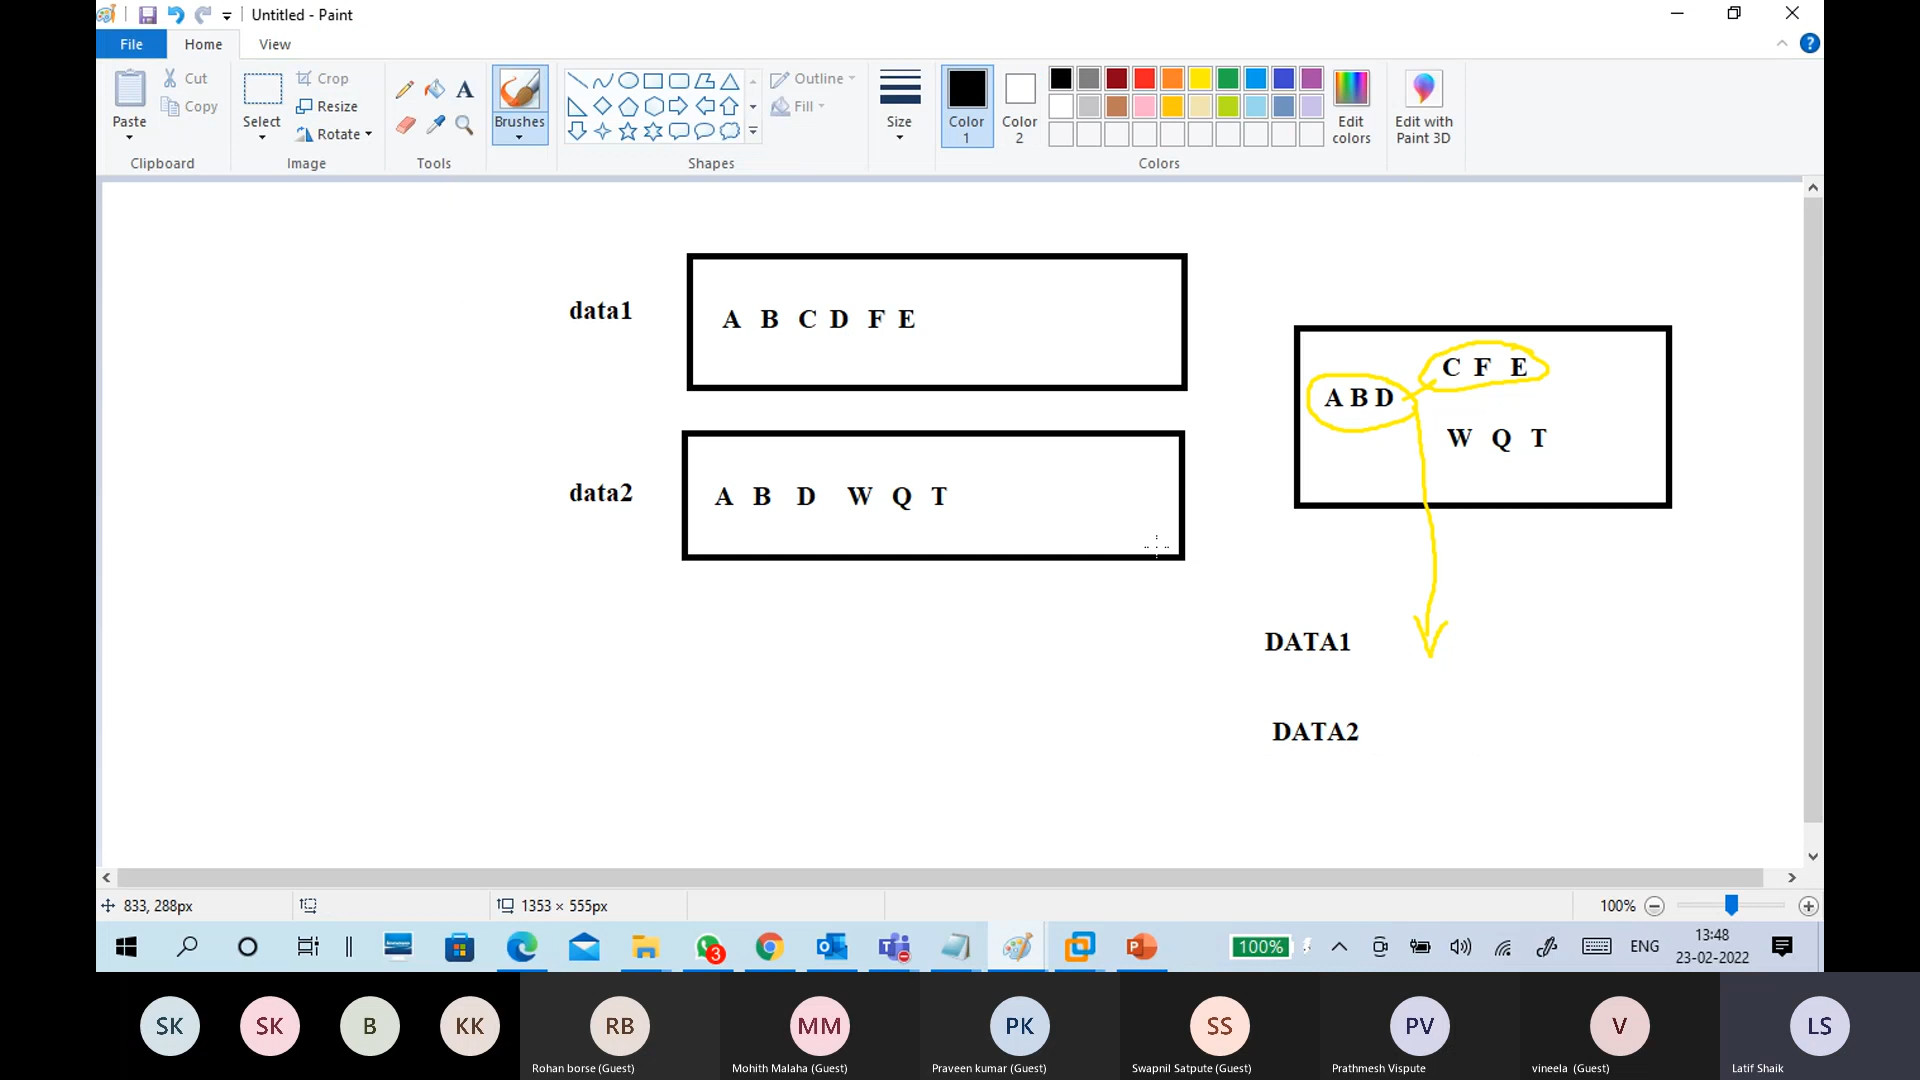 Untitled - Paint
File Home View
Paste
Cut
Copy
Clipboard
Select
Crop
Resize
Rotate
Image
A
Tools
Brushes
Outline
Fill
Shapes
Size
Color 1
Color 2
Edit colors
Edit with Paint 3D
Colors
data1
A B C D F E
data2
A B D W Q T
C F E
A B D
W Q T
DATA1
DATA2
833, 288px
1353 × 555px
100%
3
100%
ENG
13:48
23-02-2022
SK
SK
B
KK
RB
MM
PK
SS
PV
V
LS
Rohan borse (Guest)
Mohith Malaha (Guest)
Praveen kumar (Guest)
Swapnil Satpute (Guest)
Prathmesh Vispute
vineela (Guest)
Latif Shaik